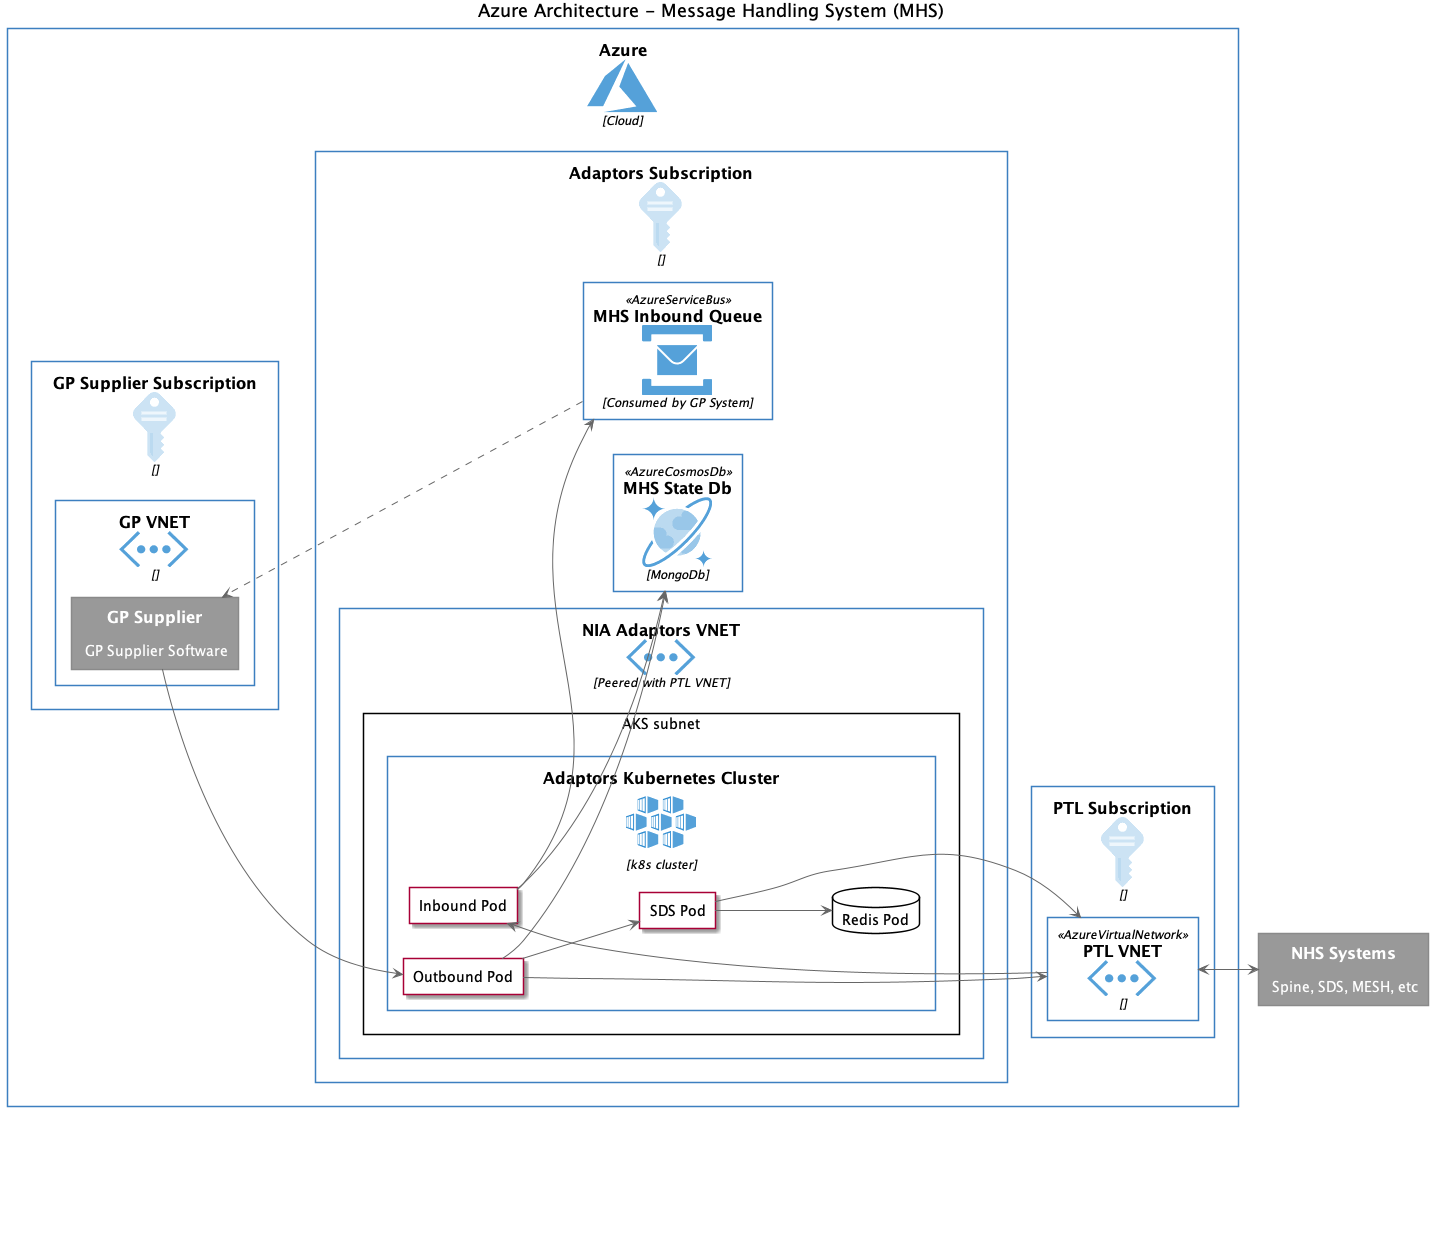 Azure Architecture - Message Handling System (MHS)
Azure
[Cloud]
Adaptors Subscription
[]
«AzureServiceBus»
MHS Inbound Queue
[Consumed by GP System]
GP Supplier Subscription
[]
GP VNET
[]
GP Supplier
GP Supplier Software
«AzureCosmosDb»
MHS State Db
[MongoDb]
NIA Adaptors VNET
[Peered with PTL VNET]
AKS subnet
Adaptors Kubernetes Cluster
[k8s cluster]
Inbound Pod
SDS Pod
Redis Pod
Outbound Pod
PTL Subscription
[]
«AzureVirtualNetwork»
PTL VNET
[]
NHS Systems
Spine, SDS, MESH, etc